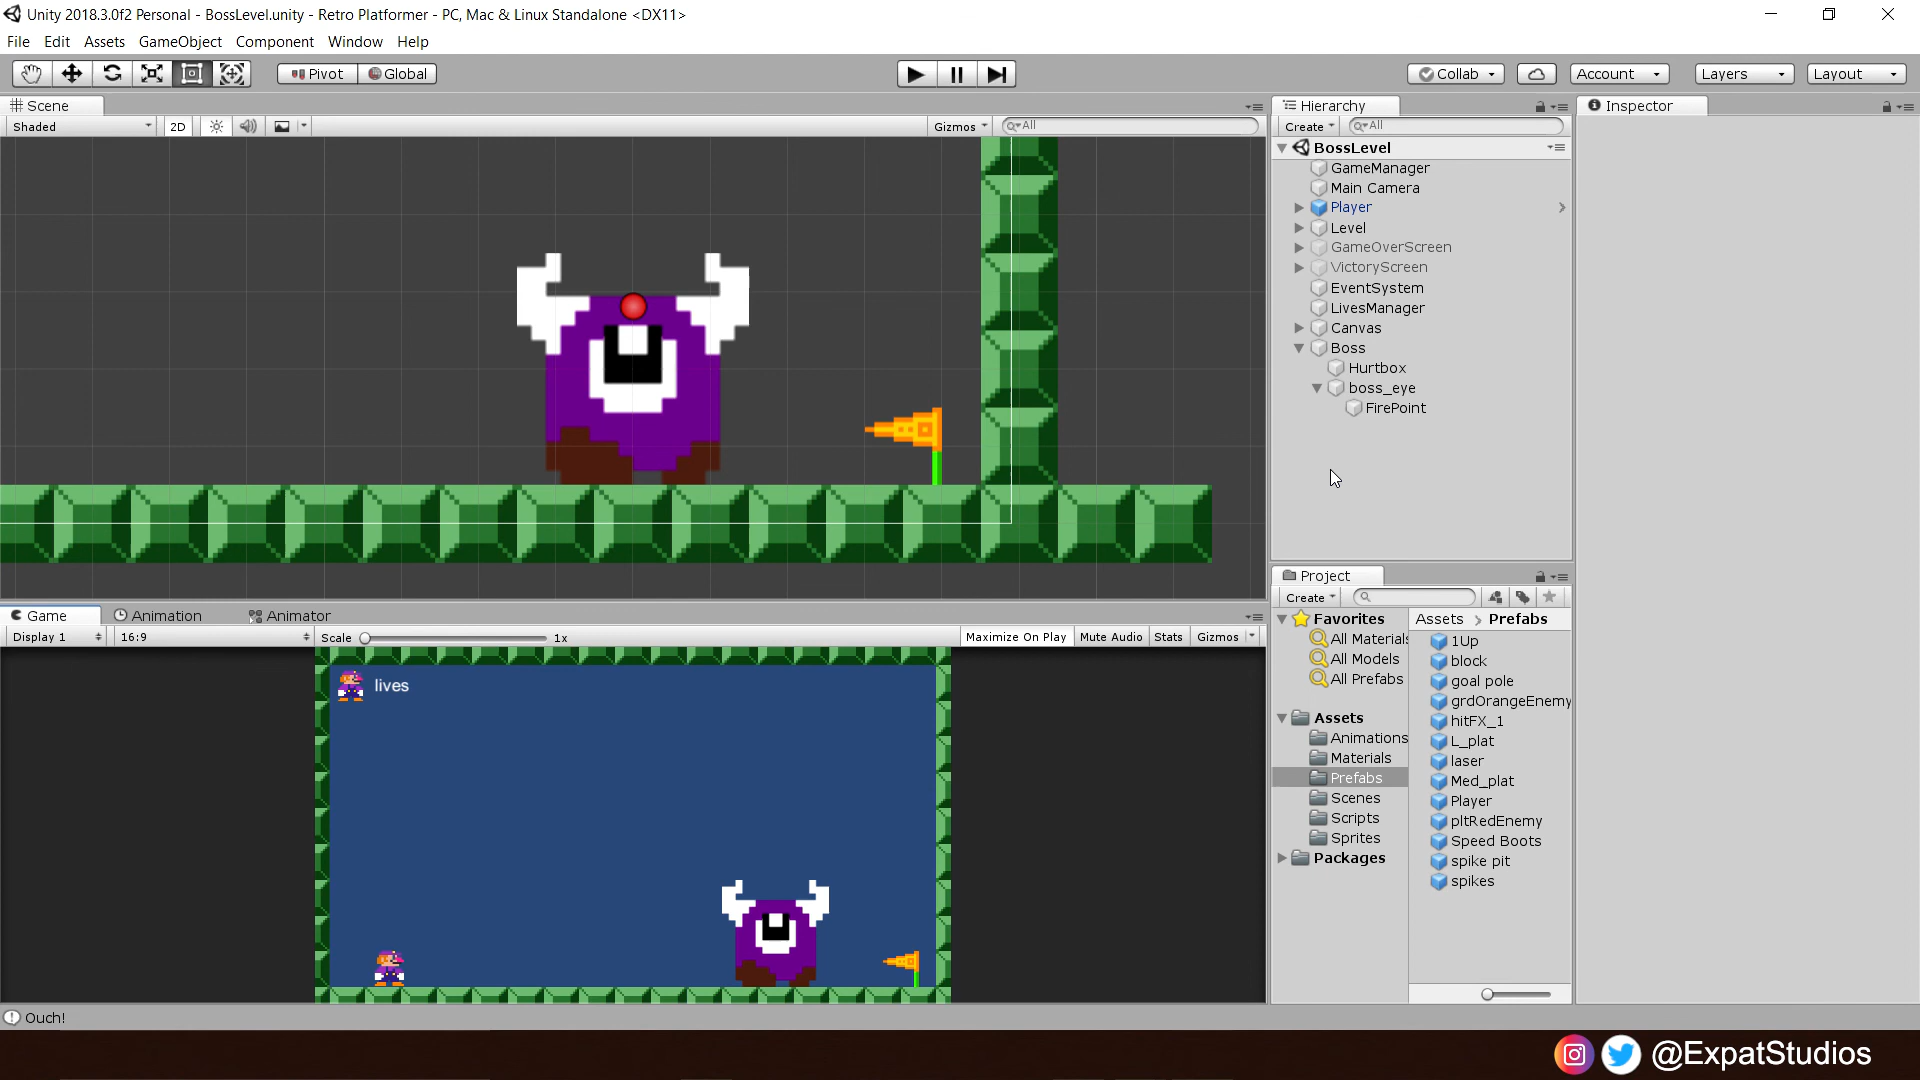 Unity 2018.3.0f2 Personal - BossLevel.unity - Retro Platformer - PC, Mac & Linux Standalone <DX11>
File Edit Assets GameObject Component Window Help
Pivot Global Collab Account Layers Layout
Scene
Shaded 2D Gizmos All
Hierarchy
Create All
BossLevel
GameManager
Main Camera
Player
Level
GameOverScreen
VictoryScreen
EventSystem
LivesManager
Canvas
Boss
Hurtbox
boss_eye
FirePoint
Inspector
Game Animation Animator
Display 1 16:9 Scale 1x Maximize On Play Mute Audio Stats Gizmos
lives
Project
Create
Favorites
All Materials
All Models
All Prefabs
Assets
Animations
Materials
Prefabs
Scenes
Scripts
Sprites
Packages
Assets Prefabs
1Up
block
goal pole
grdOrangeEnemy
hitFX_1
L_plat
laser
Med_plat
Player
pltRedEnemy
Speed Boots
spike pit
spikes
Ouch!
@ExpatStudios